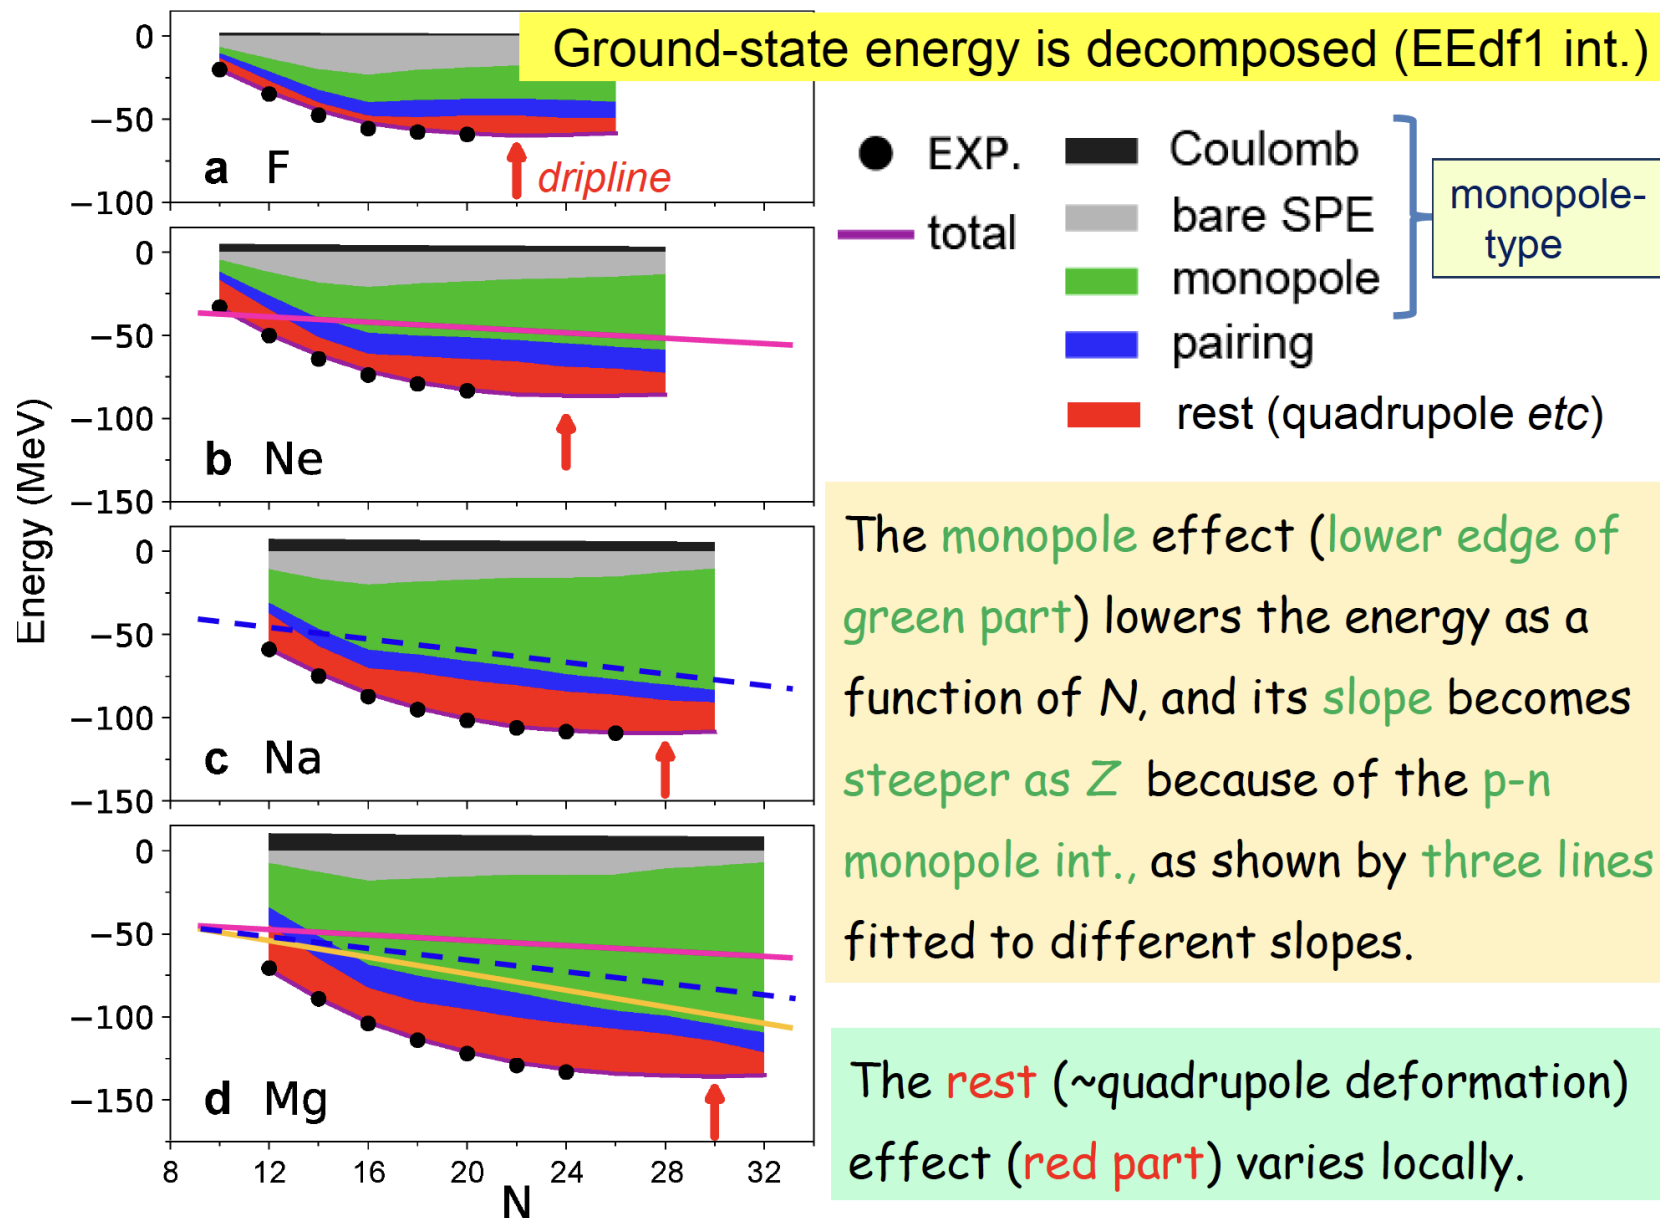 Ground-state energy is decomposed (EEdf1 int.)
0
−50
−100
a F
dripline
EXP.
total
Coulomb
bare SPE
monopole
pairing
rest (quadrupole etc)
monopole-
type
0
−50
−100
−150
b Ne
Energy (MeV)
0
−50
−100
−150
c Na
0
−50
−100
−150
d Mg
8 12 16 20 24 28 32
N
The monopole effect (lower edge of
green part) lowers the energy as a
function of N, and its slope becomes
steeper as Z because of the p-n
monopole int., as shown by three lines
fitted to different slopes.
The rest (~quadrupole deformation)
effect (red part) varies locally.